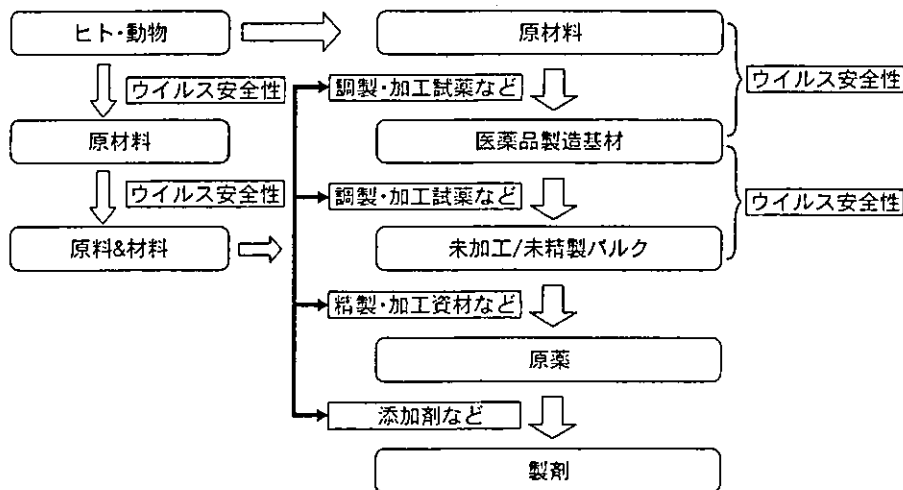 ヒト・動物
原材料
ウイルス安全性
調製・加工試薬など
ウイルス安全性
原材料
医薬品製造基材
ウイルス安全性
調製・加工試薬など
ウイルス安全性
原料&材料
未加工/未精製バルク
精製・加工資材など
原薬
添加剤など
製剤